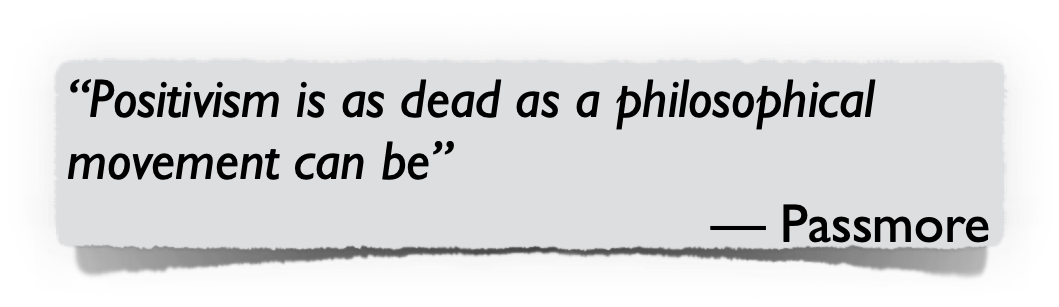 “Positivism is as dead as a philosophical
movement can be”
— Passmore